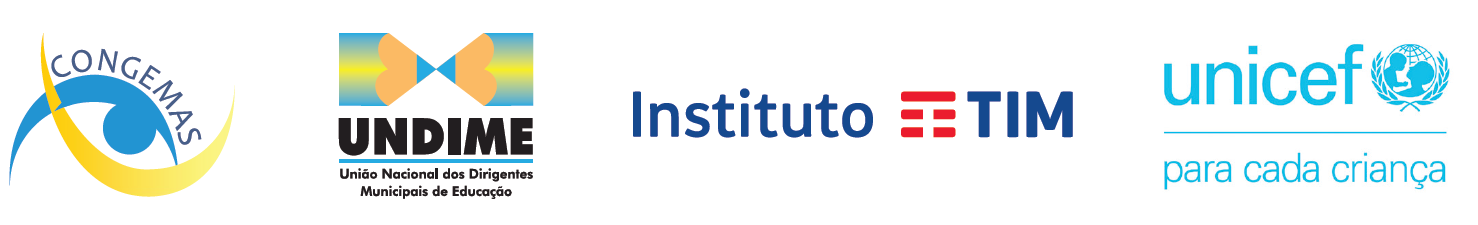 CONGEMAS
UNDIME
União Nacional dos Dirigentes
Municipais de Educação
Instituto TIM
unicef
para cada criança